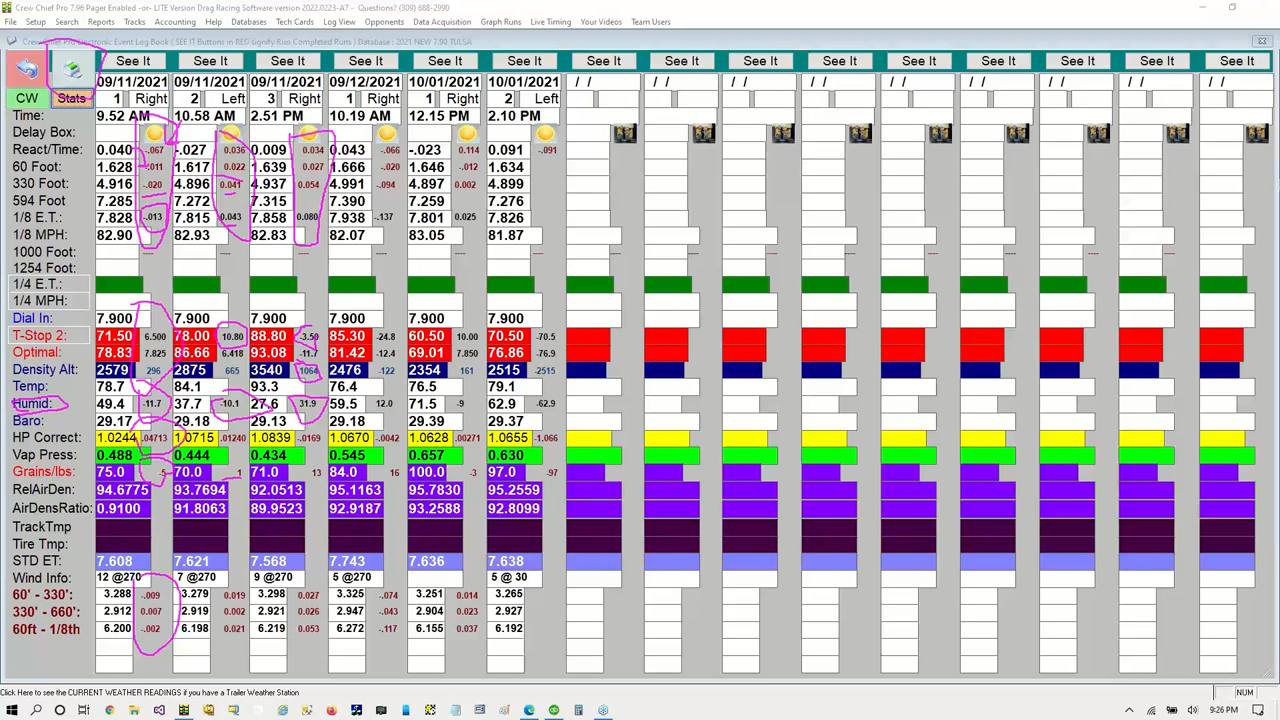 Crew Chief Pro 7.96 Pager Enabled -or- LITE Version Drag Racing Software version 2022.0223-A7 - Questions? (309) 688-2990
File Setup Search Reports Tracks Accounting Help Databases Tech Cards Log View Opponents Data Acquisition Graph Runs Live Timing Your Videos Team Users
Crew Chief Pro Electronic Event Log Book ( SEE IT Buttons in RED signify Run Completed Runs ) Database : 2021 NEW 7.90 TULSA
See It See It See It See It See It See It See It See It See It See It See It See It See It See It See It
09/11/2021 09/11/2021 09/11/2021 09/12/2021 10/01/2021 10/01/2021 / / / / / / / / / / / / / / / / / /
CW Stats 1 Right 2 Left 3 Right 1 Right 1 Right 2 Left
Time: 9.52 AM 10.58 AM 2.51 PM 10.19 AM 12.15 PM 2.10 PM
Delay Box:
React/Time: 0.040 -.067 -.027 0.036 0.009 0.034 0.043 -.066 -.023 0.114 0.091 -.091
60 Foot: 1.628 -.011 1.617 0.022 1.639 0.027 1.666 -.020 1.646 -.012 1.634
330 Foot: 4.916 -.020 4.896 0.041 4.937 0.054 4.991 -.094 4.897 0.002 4.899
594 Foot 7.285 7.272 7.315 7.390 7.259 7.276
1/8 E.T.: 7.828 -.013 7.815 0.043 7.858 0.080 7.938 -.137 7.801 0.025 7.826
1/8 MPH: 82.90 82.93 82.83 82.07 83.05 81.87
1000 Foot: ---- ---- ---- ---- ---- ---- ---- ---- ---- ---- ---- ---- ---- ----
1254 Foot:
1/4 E.T.:
1/4 MPH:
Dial In: 7.900 7.900 7.900 7.900 7.900 7.900
T-Stop 2: 71.50 6.500 78.00 10.80 88.80 -3.50 85.30 -24.8 60.50 10.00 70.50 -70.5
Optimal: 78.83 7.825 86.66 6.418 93.08 -11.7 81.42 -12.4 69.01 7.850 76.86 -76.9
Density Alt: 2579 296 2875 665 3540 1064 2476 -122 2354 161 2515 -2515
Temp: 78.7 84.1 93.3 76.4 76.5 79.1
Humid: 49.4 -11.7 37.7 -10.1 27.6 31.9 59.5 12.0 71.5 -9 62.9 -62.9
Baro: 29.17 29.18 29.13 29.18 29.39 29.37
HP Correct: 1.0244 .04713 1.0715 .01240 1.0839 -.0169 1.0670 -.0042 1.0628 .00271 1.0655 -1.066
Vap Press: 0.488 0.444 0.434 0.545 0.657 0.630
Grains/lbs: 75.0 -5 70.0 1 71.0 13 84.0 16 100.0 -3 97.0 -97
RelAirDen: 94.6775 93.7694 92.0513 95.1163 95.7830 95.2559
AirDensRatio: 0.9100 91.8063 89.9523 92.9187 93.2588 92.8099
TrackTmp
Tire Tmp:
STD ET: 7.608 7.621 7.568 7.743 7.636 7.638
Wind Info: 12 @270 7 @270 9 @270 5 @270 5 @ 30
60' - 330': 3.288 -.009 3.279 0.019 3.298 0.027 3.325 -.074 3.251 0.014 3.265
330' - 660': 2.912 0.007 2.919 0.002 2.921 0.026 2.947 -.043 2.904 0.023 2.927
60ft - 1/8th 6.200 -.002 6.198 0.021 6.219 0.053 6.272 -.117 6.155 0.037 6.192
Click Here to see the CURRENT WEATHER READINGS if you have a Trailer Weather Station NUM
9:26 PM